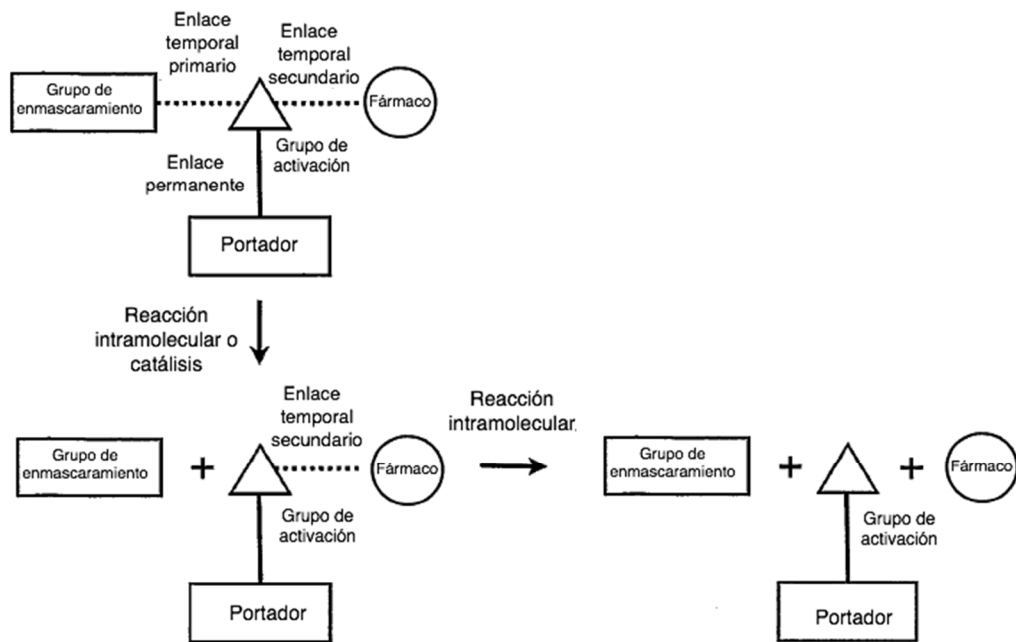 Enlace
temporal
primario
Enlace
temporal
secundario
Grupo de
enmascaramiento
Fármaco
Grupo de
activación
Enlace
permanente
Portador
Reacción
intramolecular o
catálisis
Enlace
temporal
secundario
Reacción
intramolecular
Grupo de
enmascaramiento
+
Fármaco
Grupo de
activación
Portador
Grupo de
enmascaramiento
+
+
Fármaco
Grupo de
activación
Portador